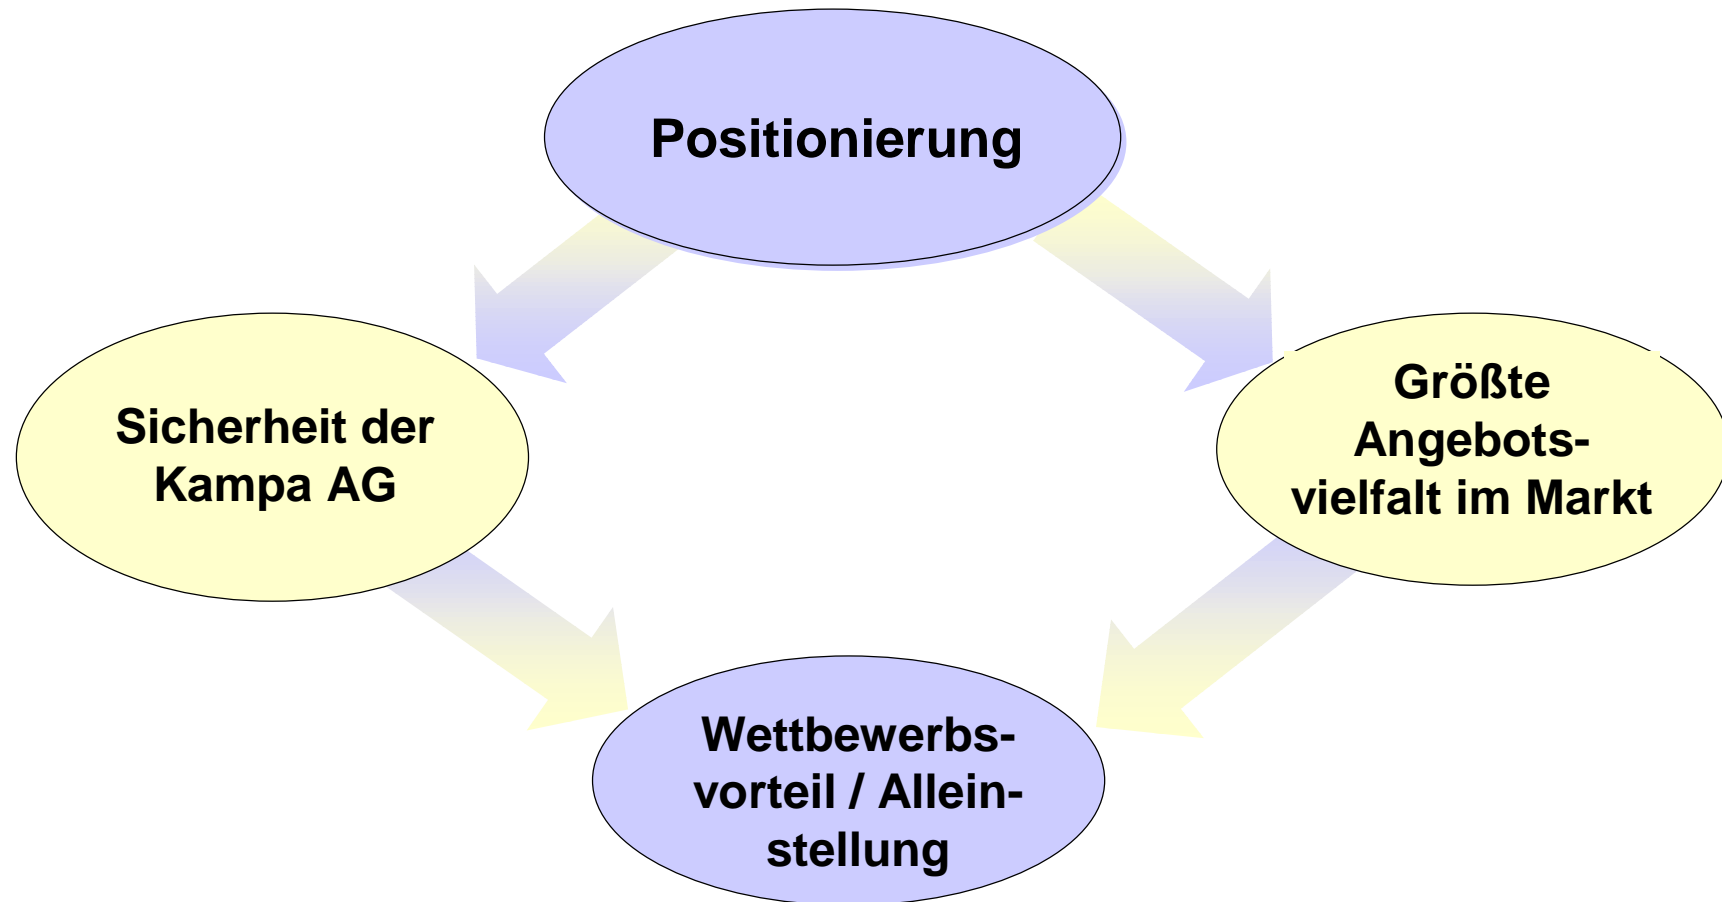 Positionierung
Sicherheit der
Kampa AG
Größte
Angebots-
vielfalt im Markt
Wettbewerbs-
vorteil / Allein-
stellung